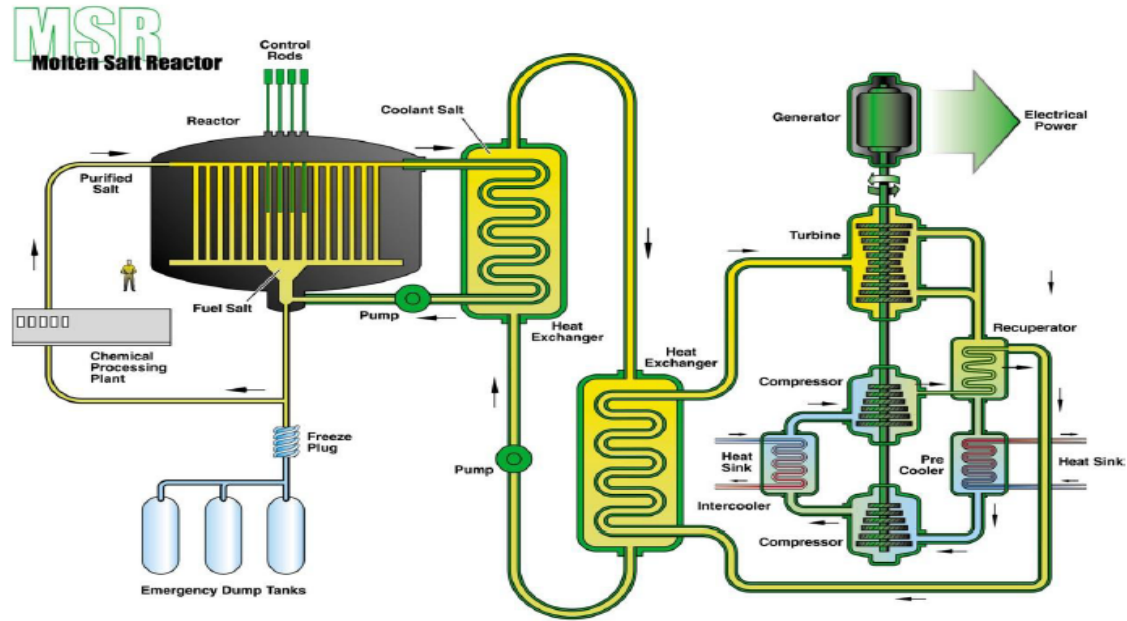 MSR
Molten Salt Reactor
Control
Rods
Reactor
Coolant Salt
Purified
Salt
Fuel Salt
Pump
Heat
Exchanger
Chemical
Processing
Plant
Freeze
Plug
Emergency Dump Tanks
Pump
Heat
Exchanger
Generator
Electrical
Power
Turbine
Recuperator
Compressor
Heat
Sink
Intercooler
Pre
Cooler
Heat Sink
Compressor